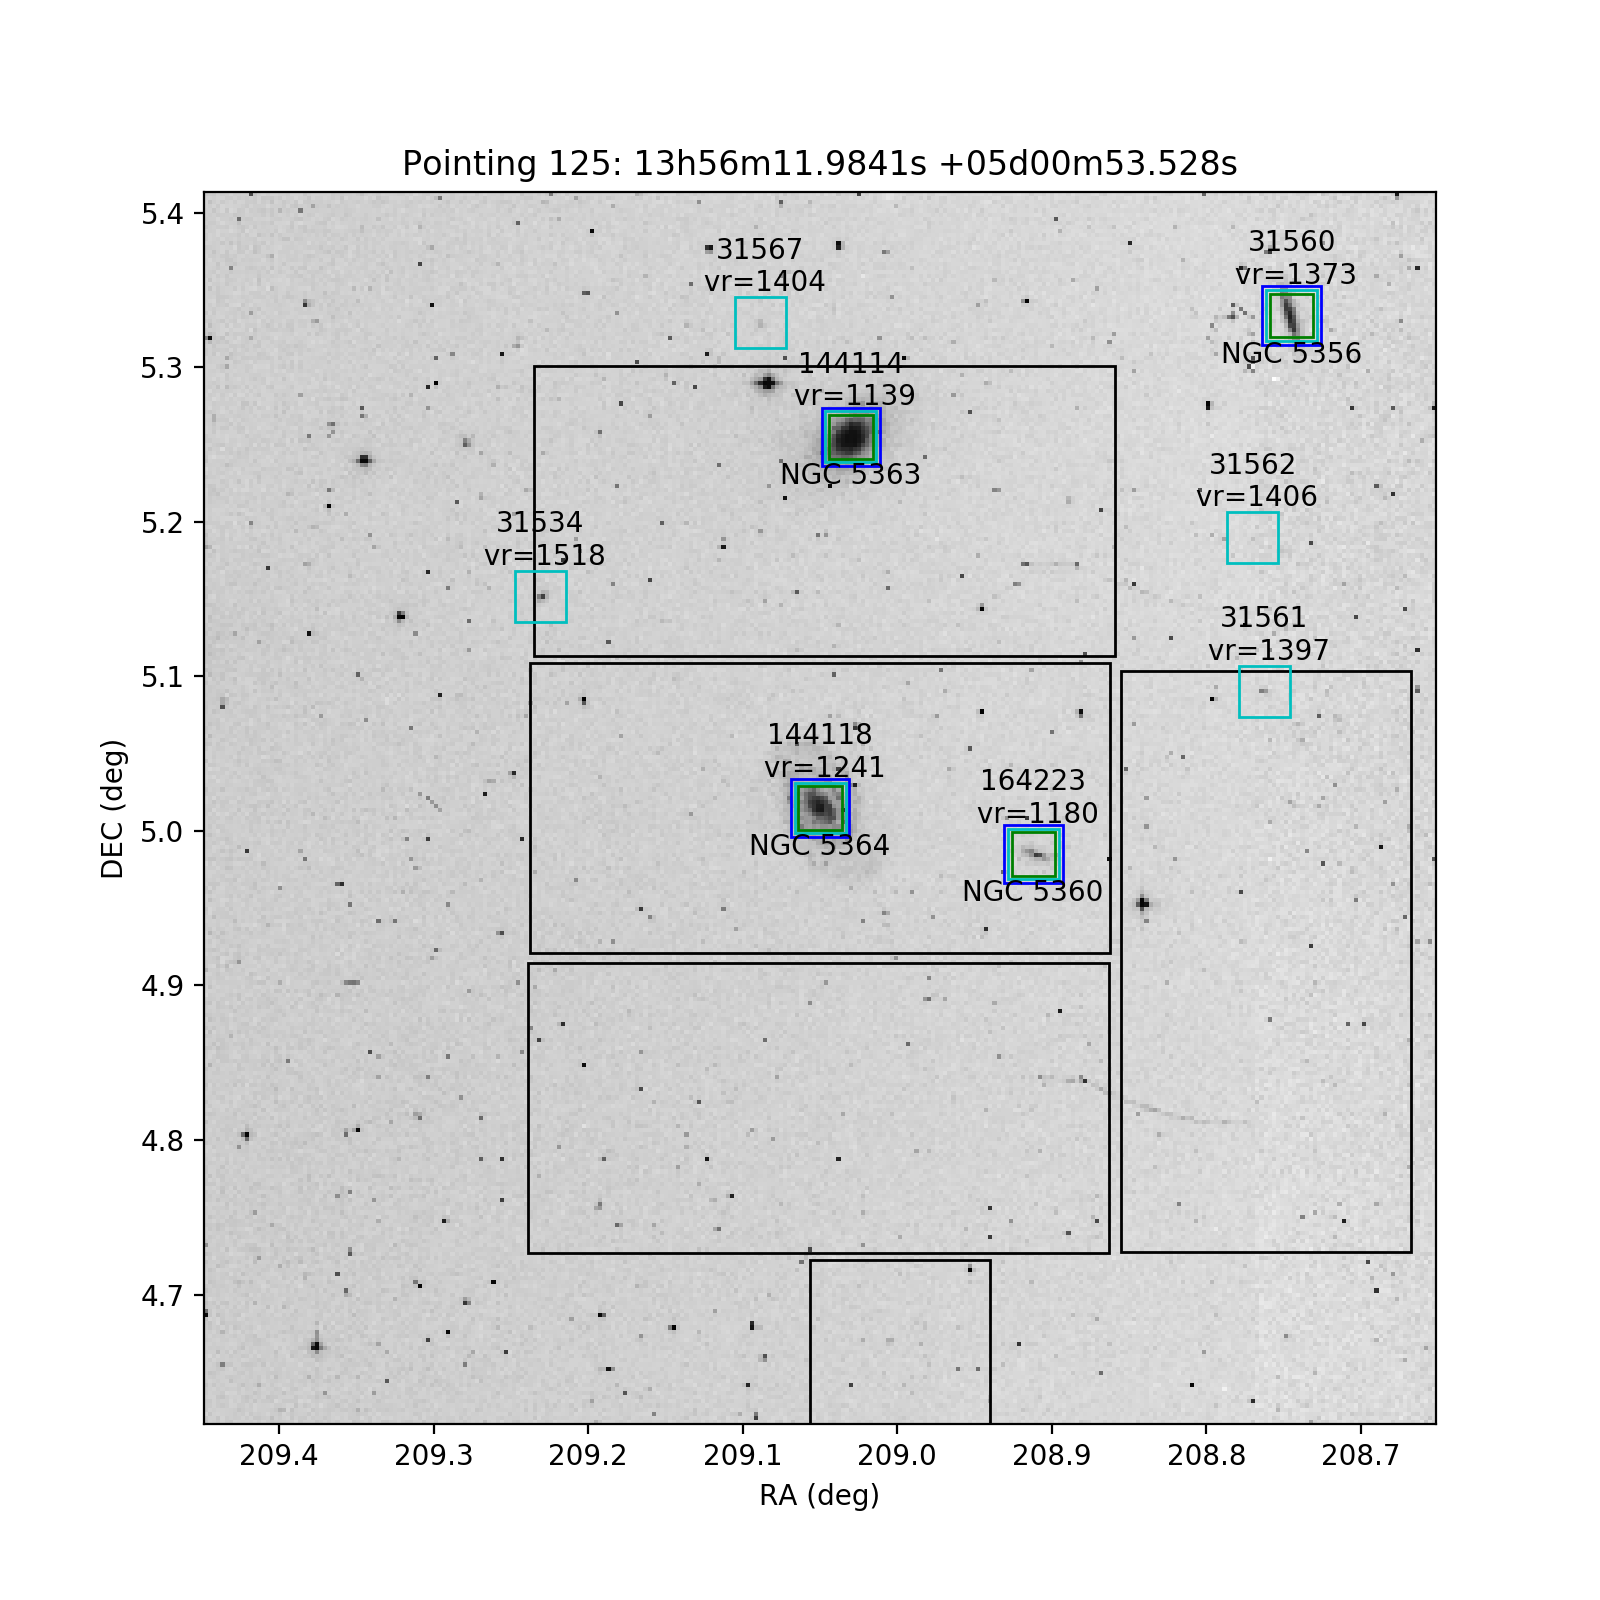 Pointing 125: 13h56m11.9841s +05d00m53.528s
31567
vr=1404
31560
vr=1373
NGC 5356
144114
vr=1139
NGC 5363
31562
vr=1406
31534
vr=1518
31561
vr=1397
144118
vr=1241
NGC 5364
164223
vr=1180
NGC 5360
5.4
5.3
5.2
5.1
5.0
4.9
4.8
4.7
DEC (deg)
209.4 209.3 209.2 209.1 209.0 208.9 208.8 208.7
RA (deg)